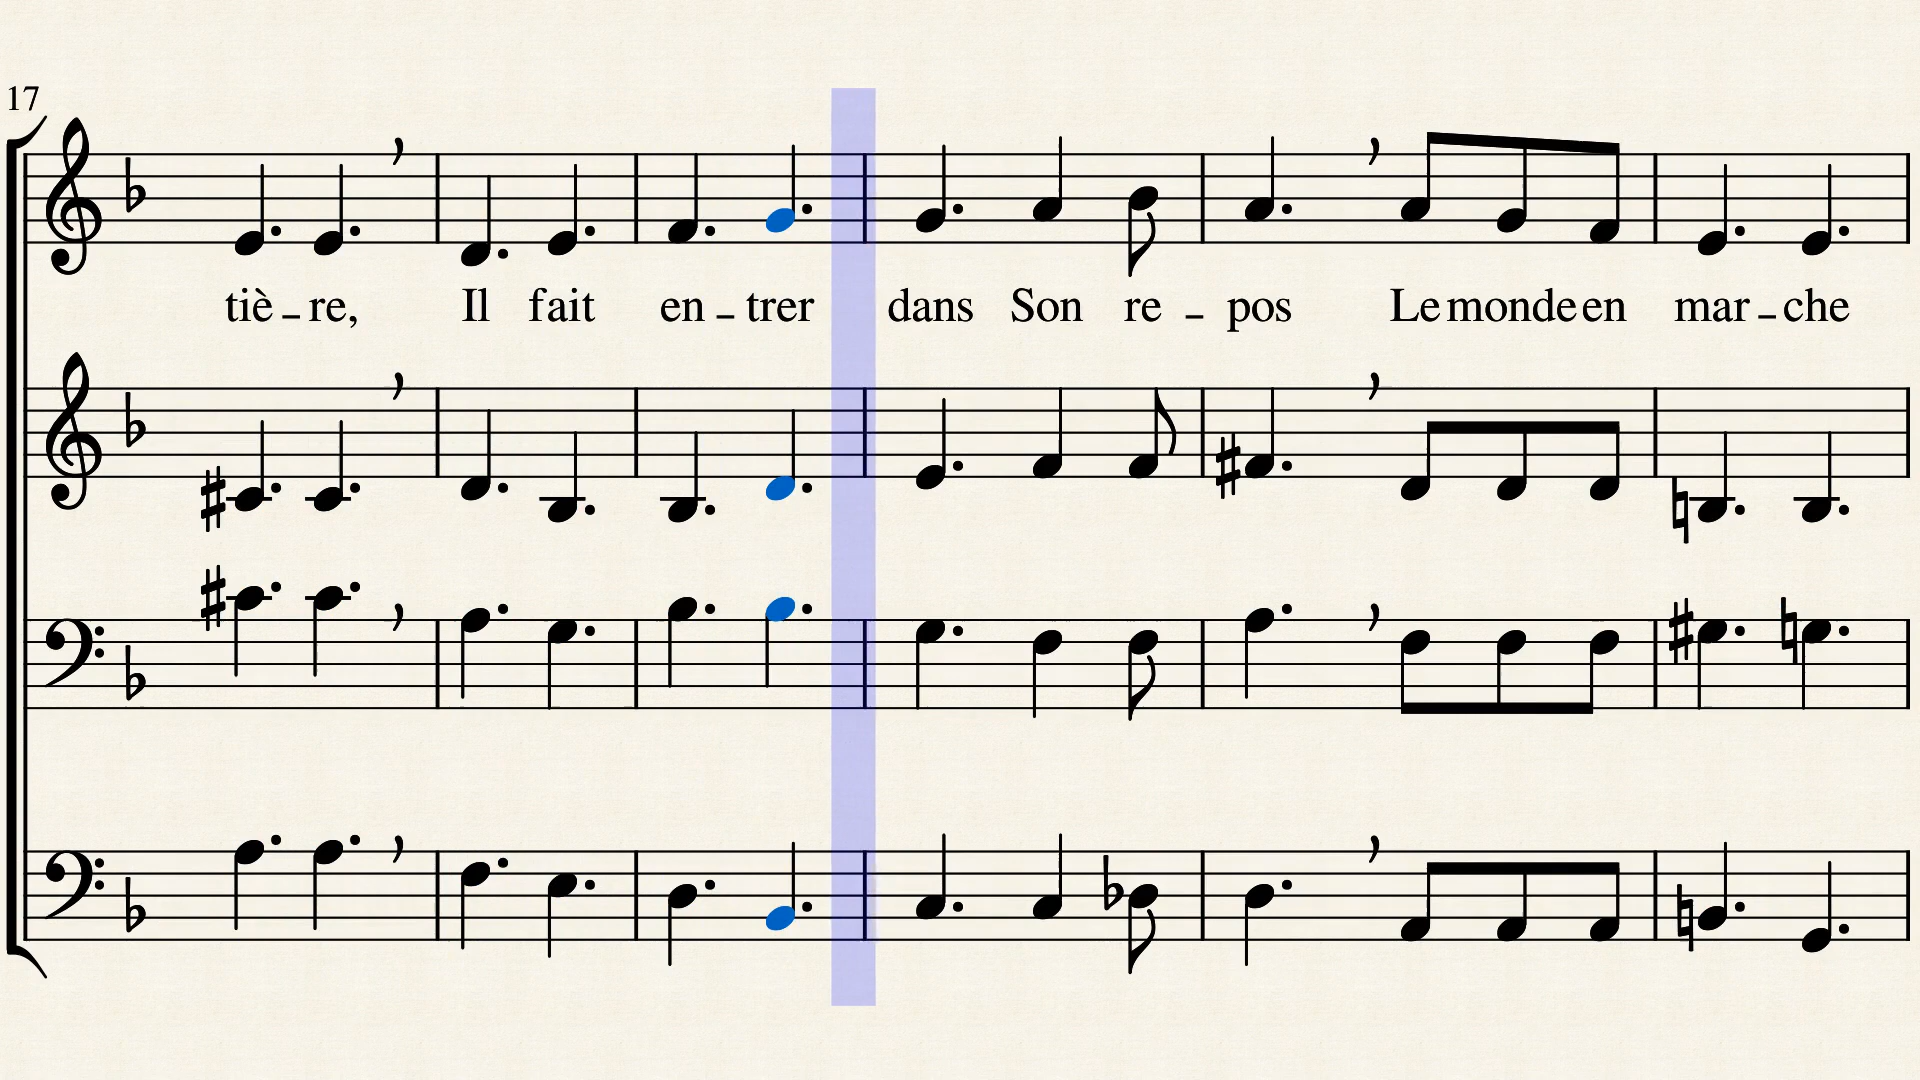 17
tiè – re, Il fait en – trer dans Son re – pos Le monde en mar – che